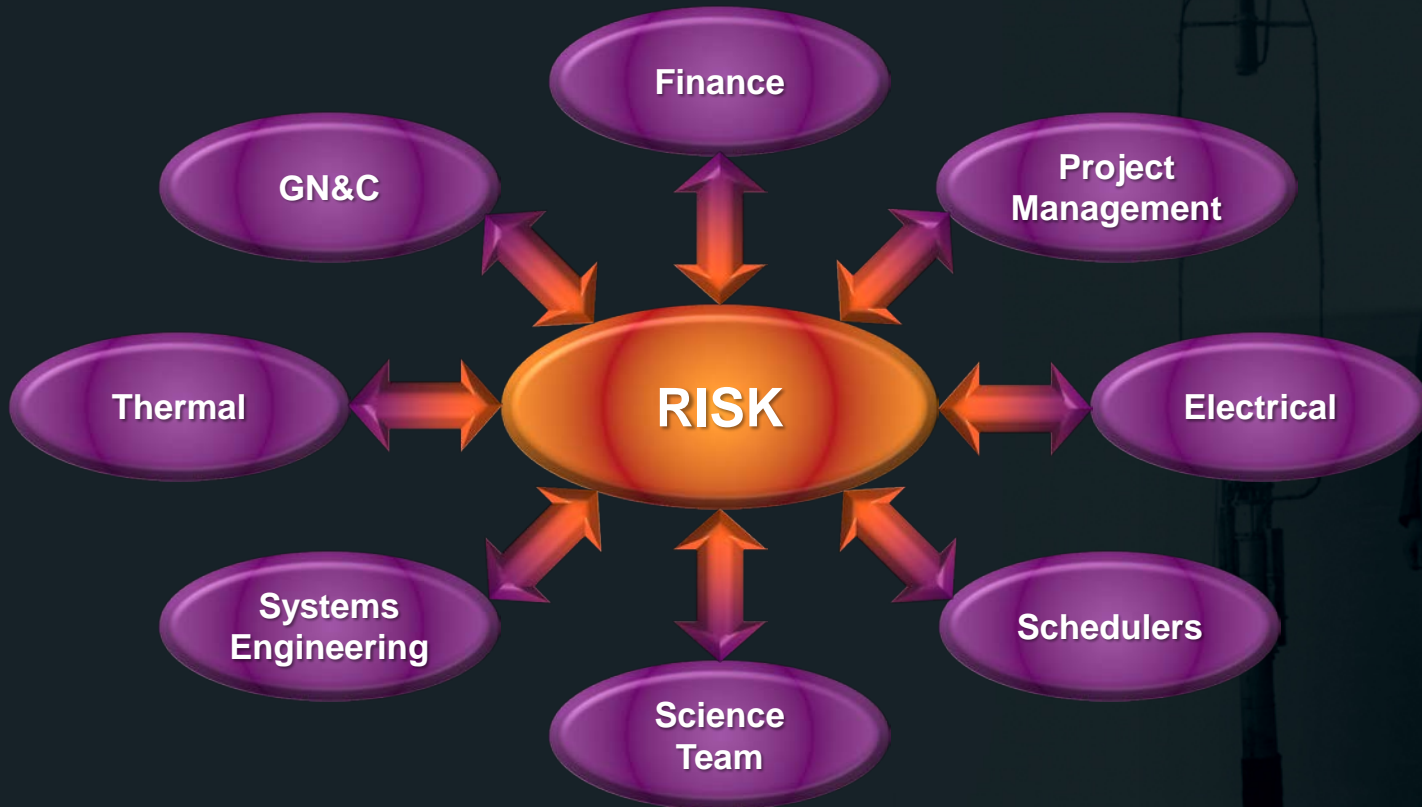 Finance
GN&C
Project
Management
Thermal
RISK
Electrical
Systems
Engineering
Schedulers
Science
Team